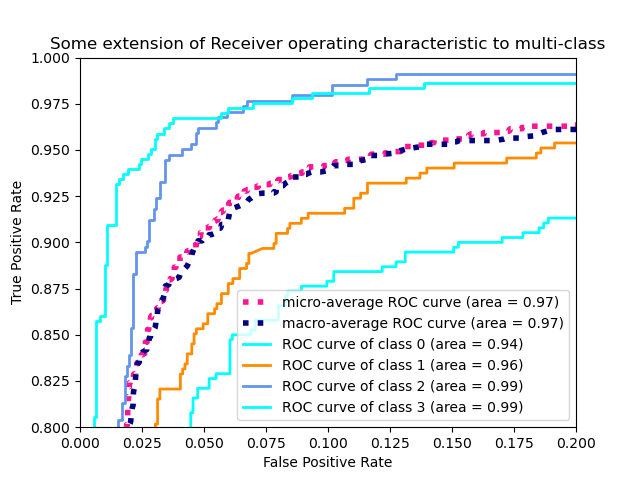 Some extension of Receiver operating characteristic to multi-class
1.000
0.975
0.950
0.925
0.900
0.875
0.850
0.825
0.800
True Positive Rate
micro-average ROC curve (area = 0.97)
macro-average ROC curve (area = 0.97)
ROC curve of class 0 (area = 0.94)
ROC curve of class 1 (area = 0.96)
ROC curve of class 2 (area = 0.99)
ROC curve of class 3 (area = 0.99)
0.000 0.025 0.050 0.075 0.100 0.125 0.150 0.175 0.200
False Positive Rate